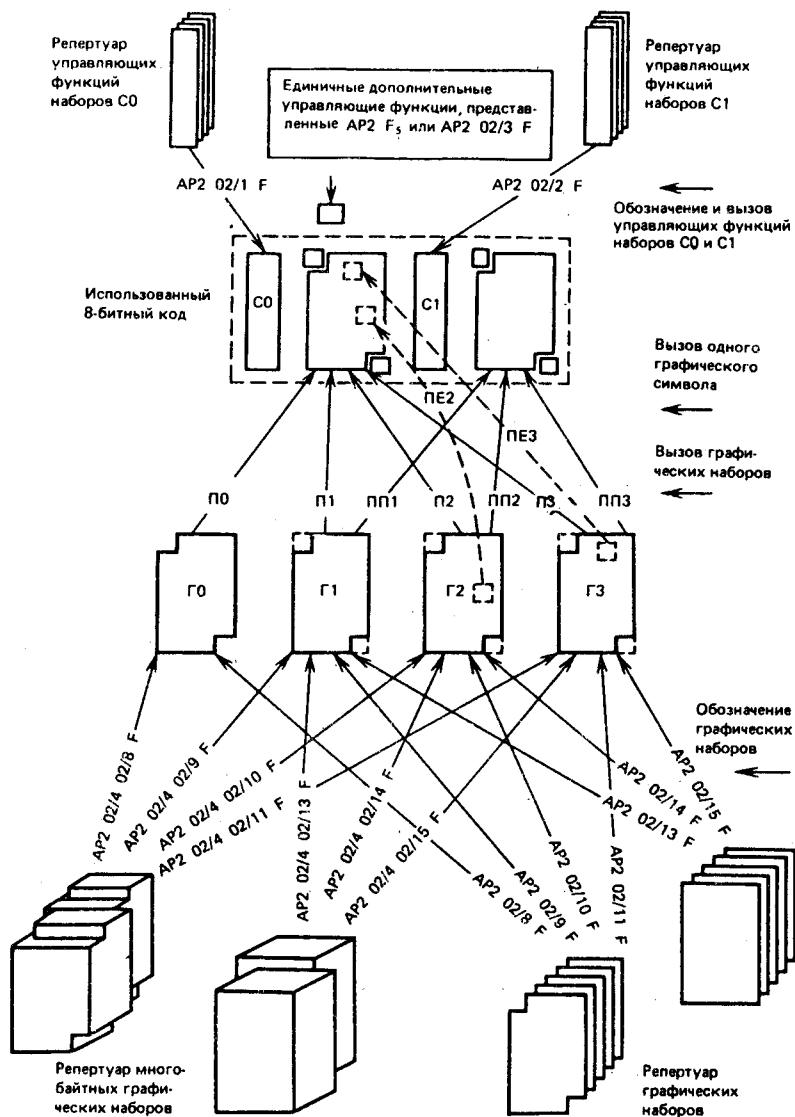 Репертуар
управляющих
функций
наборов С0
Единичные дополнительные
управляющие функции, представ-
ленные АР2 F₅ или АР2 02/3 F
Репертуар
управляющих
функций
наборов С1
АР2 02/1 F
АР2 02/2 F
Обозначение и вызов
управляющих функций
наборов С0 и С1
Использованный
8-битный код
С0
С1
Вызов одного
графического
символа
ПЕ2
ПЕ3
Вызов графи-
ческих наборов
П0
П1
ПП1
П2
ПП2
П3
ПП3
Г0
Г1
Г2
Г3
Обозначение
графических
наборов
АР2 02/4 02/8 F
АР2 02/4 02/9 F
АР2 02/4 02/10 F
АР2 02/4 02/11 F
АР2 02/4 02/13 F
АР2 02/4 02/14 F
АР2 02/4 02/15 F
АР2 02/8 F
АР2 02/9 F
АР2 02/10 F
АР2 02/11 F
АР2 02/13 F
АР2 02/14 F
АР2 02/15 F
Репертуар много-
байтных графи-
ческих наборов
Репертуар
графических
наборов